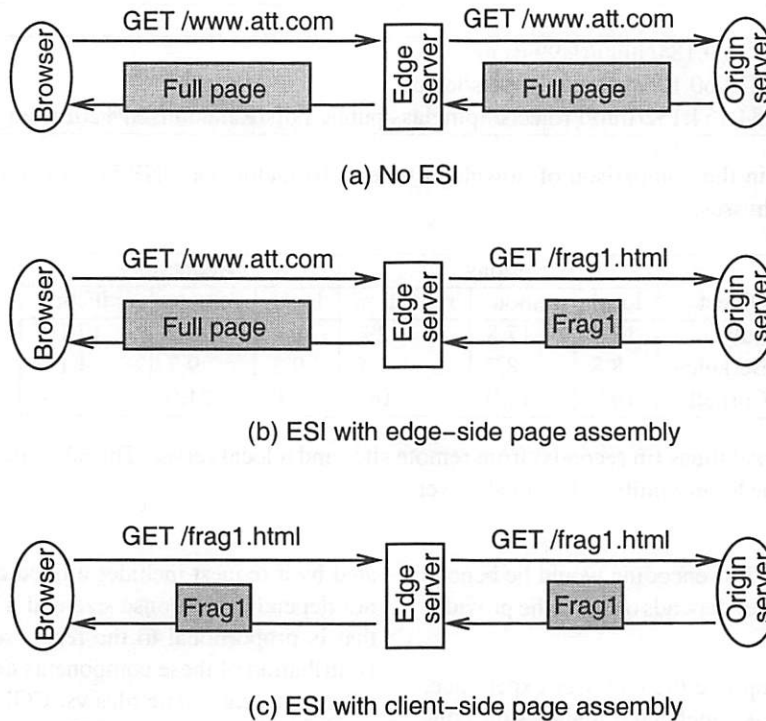 GET /www.att.com GET /www.att.com
Browser Full page Edge server Full page Origin server
(a) No ESI
GET /www.att.com GET /frag1.html
Browser Full page Edge server Frag1 Origin server
(b) ESI with edge–side page assembly
GET /frag1.html GET /frag1.html
Browser Frag1 Edge server Frag1 Origin server
(c) ESI with client–side page assembly